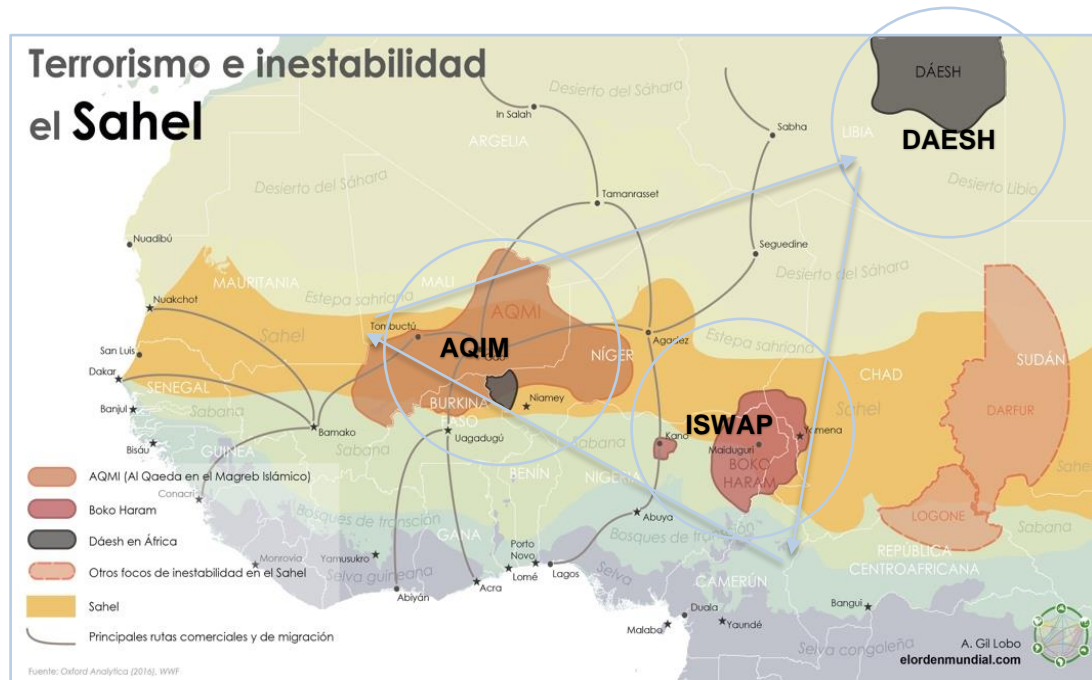 Terrorismo e inestabilidad
el Sahel
DÁESH
DAESH
LIBIA
Desierto del Sáhara
Desierto Libio
In Salah
ARGELIA
Sabha
Desierto del Sáhara
Tamanrasset
Nuadibú
Seguedine
Desierto del Sáhara
MAURITANIA
MALI
Estepa sahriana
Nuakchot
Sahel
Tombuctú
AQMI
AQIM
Agadez
Estepa sahriana
NÍGER
CHAD
SUDÁN
San Luis
Dakar
SENEGAL
Banjul
Sabana
BURKINA
FASO
Niamey
Sahel
DARFUR
Sahel
Bisáu
GUINEA
Bamako
Sabana
Uagadugú
Sabana
Kano
ISWAP
Maiduguri
BOKO
HARAM
Yamena
BENÍN
NIGERIA
LOGONE
Sabana
Conacri
Bosques de transición
GANA
Abuya
Bosques de transición
REPÚBLICA
CENTROAFRICANA
Monrovia
Yamusukro
Selva guineana
Porto
Novo
Lomé
Lagos
Acra
Abiyán
Selva
CAMERÚN
Bangui
Duala
Malabo
Yaundé
Selva congoleña
AQMI (Al Qaeda en el Magreb Islámico)
Boko Haram
Dáesh en África
Otros focos de inestabilidad en el Sahel
Sahel
Principales rutas comerciales y de migración
Fuente: Oxford Analytica (2016), WWF
A. Gil Lobo
elordenmundial.com